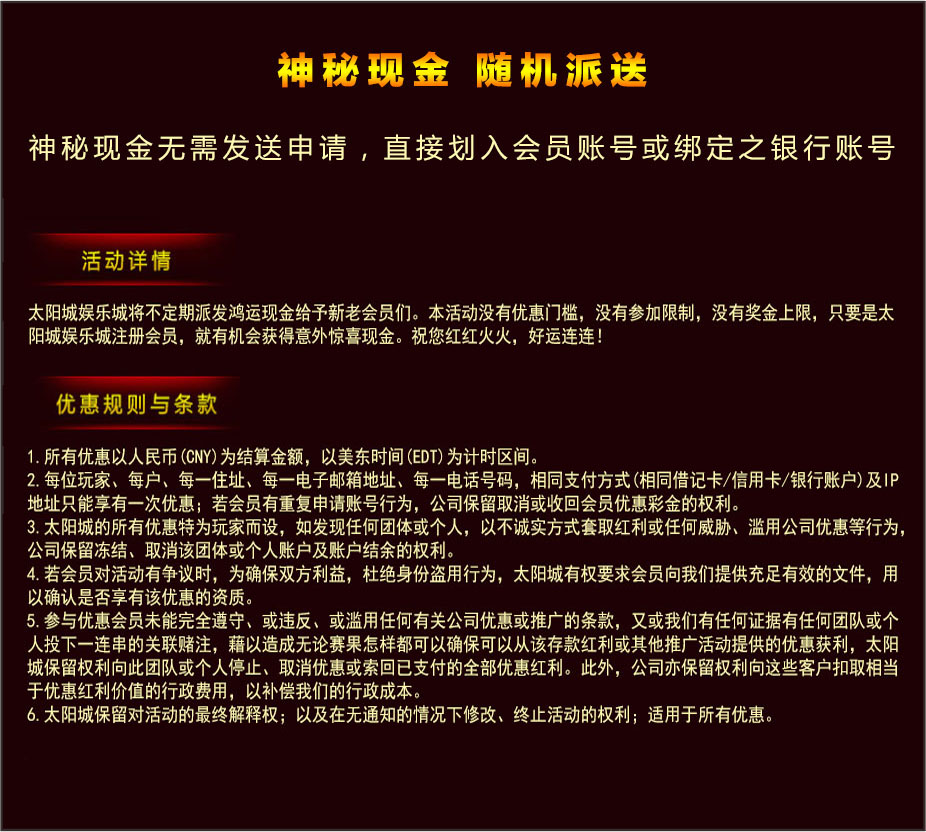 神秘现金 随机派送
神秘现金无需发送申请，直接划入会员账号或绑定之银行账号
活动详情
太阳城娱乐城将不定期派发鸿运现金给予新老会员们。本活动没有优惠门槛，没有参加限制，没有奖金上限，只要是太
阳城娱乐城注册会员，就有机会获得意外惊喜现金。祝您红红火火，好运连连！
优惠规则与条款
1.所有优惠以人民币(CNY)为结算金额，以美东时间(EDT)为计时区间。
2.每位玩家、每户、每一住址、每一电子邮箱地址、每一电话号码，相同支付方式(相同借记卡/信用卡/银行账户)及IP
地址只能享有一次优惠；若会员有重复申请账号行为，公司保留取消或收回会员优惠彩金的权利。
3.太阳城的所有优惠特为玩家而设，如发现任何团体或个人，以不诚实方式套取红利或任何威胁、滥用公司优惠等行为，
公司保留冻结、取消该团体或个人账户及账户结余的权利。
4.若会员对活动有争议时，为确保双方利益，杜绝身份盗用行为，太阳城有权要求会员向我们提供充足有效的文件，用
以确认是否享有该优惠的资质。
5.参与优惠会员未能完全遵守、或违反、或滥用任何有关公司优惠或推广的条款，又或我们有任何证据有任何团队或个
人投下一连串的关联赌注，藉以造成无论赛果怎样都可以确保可以从该存款红利或其他推广活动提供的优惠获利，太阳
城保留权利向此团队或个人停止、取消优惠或索回已支付的全部优惠红利。此外，公司亦保留权利向这些客户扣取相当
于优惠红利价值的行政费用，以补偿我们的行政成本。
6.太阳城保留对活动的最终解释权；以及在无通知的情况下修改、终止活动的权利；适用于所有优惠。